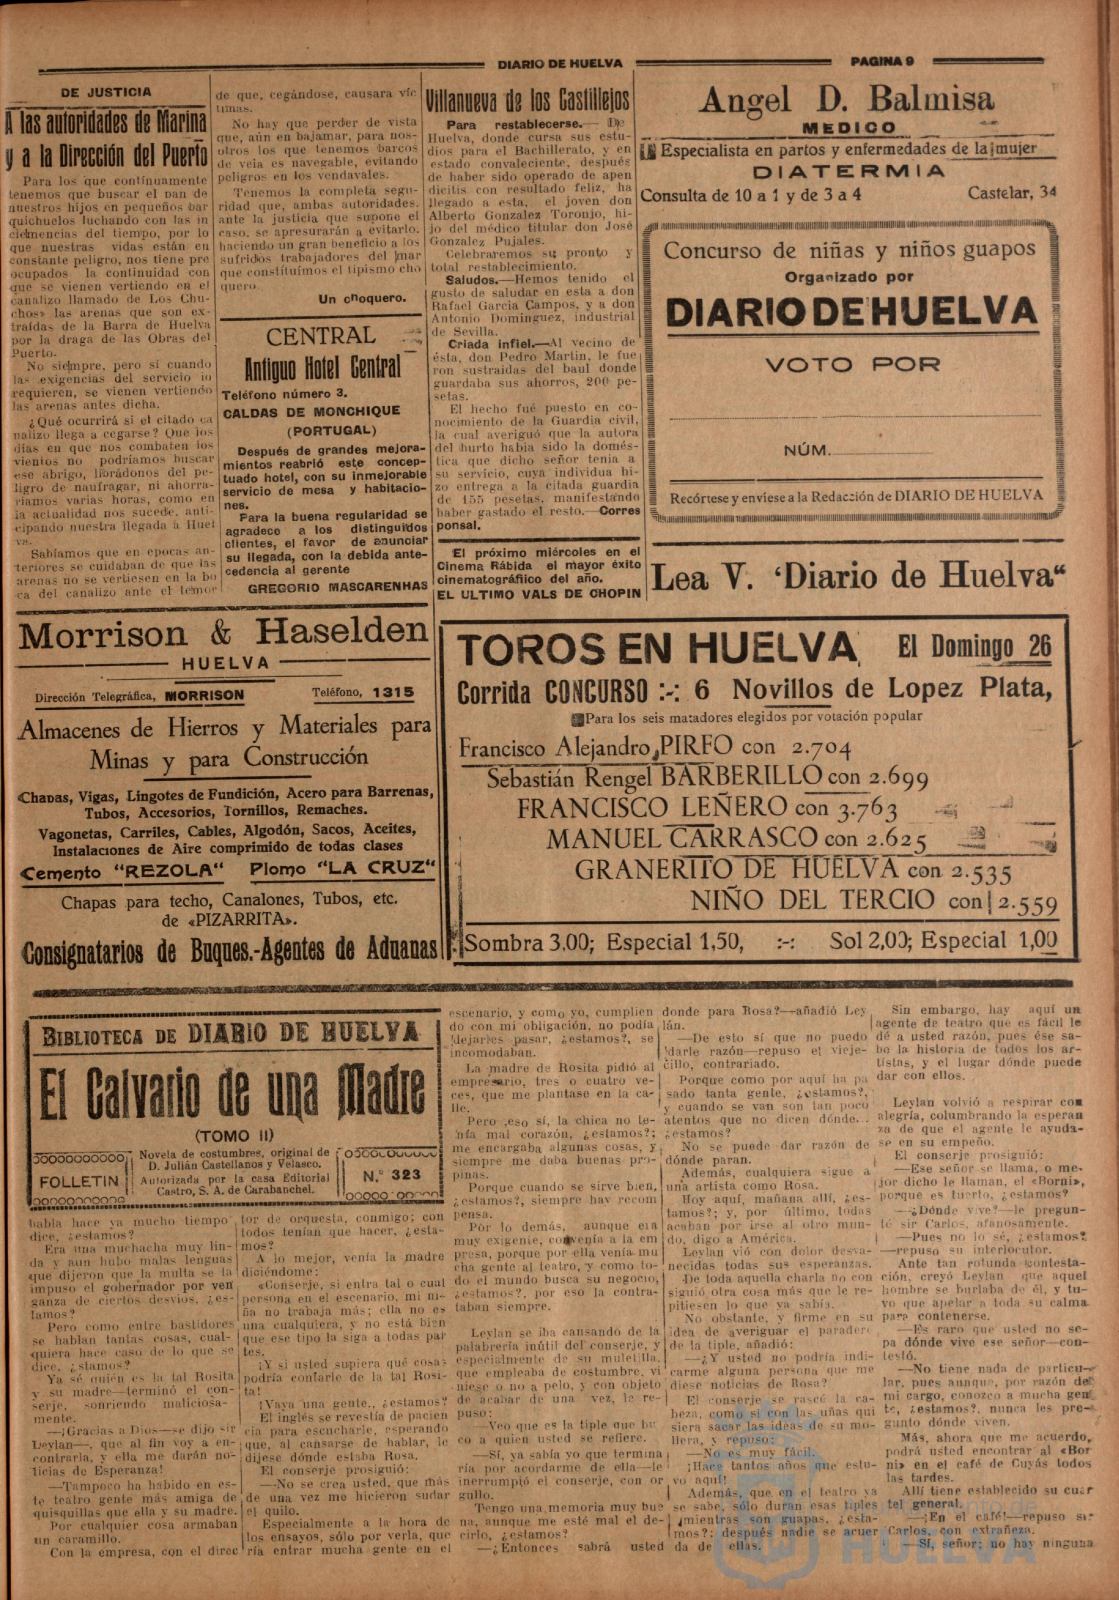 DIARIO DE HUELVA
PAGINA 9
DE JUSTICIA
A las autoridades de Marina
y a la Dirección del Puerto
Para los que contínuamente
tenemos que buscar el pan de
nuestros hijos en pequeños bar
quichuelos luchando con las in
clemencias del tiempo, por lo
que nuestras vidas están en
constante peligro, nos tiene pre
ocupados la continuidad con
que se vienen vertiendo en el
canalizo llamado de Los Chu-
chos» las arenas que son ex-
traídas de la Barra de Huelva
por la draga de las Obras del
Puerto.
No siempre, pero si cuando
las exigencias del servicio lo
requieren, se vienen vertiendo
las arenas antes dicha.
¿Qué ocurrirá si el citado ca
nalizo llega a cegarse? Que los
días en que nos combaten los
vientos no podríamos buscar
ese abrigo, librádonos del pe-
ligro de naufragar, ni ahorra-
riamos varias horas, como en
la actualidad nos sucede, anti-
cipando nuestra llegada a Huel
va.
Sabíamos que en epocas an-
teriores se cuidaban de que las
arenas no se vertiesen en la bo
ca del canalizo ante el temor
de que, cegándose, causara víc
timas.
No hay que perder de vista
que, aún en bajamar, para nos-
otros los que tenemos barcos
de vela es navegable, evitando
peligros en los vendavales.
Tenemos la completa segu-
ridad que, ambas autoridades,
ante la justicia que supone el
caso, se apresurarán a evitarlo,
haciendo un gran beneficio a los
sufridos trabajadores del mar
que constituímos el tipismo cho
quero.
Un choquero.
CENTRAL
Antiguo Hotel Central
Teléfono número 3.
CALDAS DE MONCHIQUE
(PORTUGAL)
Después de grandes mejora-
mientos reabrió este concep-
tuado hotel, con su inmejorable
servicio de mesa y habitacio-
nes.
Para la buena regularidad se
agradece a los distinguidos
clientes, el favor de anunciar
su llegada, con la debida ante-
cedencia al gerente
GREGORIO MASCARENHAS
Villanueva de los Castillejos
Para restablecerse.— De
Huelva, donde cursa sus estu-
dios para el Bachillerato, y en
estado convaleciente, después
de haber sido operado de apen
dicitis con resultado feliz, ha
llegado a esta, el joven don
Alberto Gonzalez Toronjo, hi-
jo del médico titular don José
Gonzalez Pujales.
Celebraremos su pronto y
total restablecimiento.
Saludos.—Hemos tenido el
gusto de saludar en esta a don
Rafael Garcia Campos, y a don
Antonio Dominguez, industrial
de Sevilla.
Criada infiel.—Al vecino de
ésta, don Pedro Martin, le fue
ron sustraidas del baul donde
guardaba sus ahorros, 200 pe-
setas.
El hecho fué puesto en co-
nocimiento de la Guardia civil,
la cual averiguó que la autora
del hurto habia sido la domés-
tica que dicho señor tenia a
su servicio, cuya individua hi-
zo entrega a la citada guardia
de 155 pesetas, manifestando
haber gastado el resto.—Corres
ponsal.
El próximo miércoles en el
Cinema Rábida el mayor éxito
cinematográfico del año.
EL ULTIMO VALS DE CHOPIN
Angel D. Balmisa
MEDICO
Especialista en partos y enfermedades de la mujer
DIATERMIA
Consulta de 10 a 1 y de 3 a 4
Castelar, 34
Concurso de niñas y niños guapos
Organizado por
DIARIO DE HUELVA
VOTO POR
NÚM.
Recórtese y envíese a la Redacción de DIARIO DE HUELVA
Lea V. 'Diario de Huelva“
Morrison & Haselden
HUELVA
Dirección Telegráfica, MORRISON
Teléfono, 1315
Almacenes de Hierros y Materiales para
Minas y para Construcción
Chapas, Vigas, Lingotes de Fundición, Acero para Barrenas,
Tubos, Accesorios, Tornillos, Remaches.
Vagonetas, Carriles, Cables, Algodón, Sacos, Aceites,
Instalaciones de Aire comprimido de todas clases
Cemento "REZOLA“ Plomo "LA CRUZ“
Chapas para techo, Canalones, Tubos, etc.
de «PIZARRITA».
Consignatarios de Buques.-Agentes de Aduanas
TOROS EN HUELVA El Domingo 26
Corrida CONCURSO :-: 6 Novillos de Lopez Plata,
Para los seis matadores elegidos por votación popular
Francisco Alejandro PIRFO con 2.704
Sebastián Rengel BARBERILLO con 2.699
FRANCISCO LEÑERO con 3.763
MANUEL CARRASCO con 2.625
GRANERITO DE HUELVA con 2.535
NIÑO DEL TERCIO con 2.559
Sombra 3,00; Especial 1,50, :-: Sol 2,00; Especial 1,00
BIBLIOTECA DE DIARIO DE HUELVA
El Calvario de una Madre
(TOMO II)
FOLLETIN
Novela de costumbres, original de
D. Julián Castellanos y Velasco.
Autorizada por la casa Editorial
Castro, S. A. de Carabanchel.
N.º 323
habla hace ya mucho tiempo
dice, ¿estamos?
Era una muchacha muy lin-
da y aun hubo malas lenguas
que dijeron que la multa se la
impuso el gobernador por ven
ganza de ciertos desvíos, ¿es-
tamos?
Pero como entre bastidores
se hablan tantas cosas, cual-
quiera hace caso de lo que se
dice, ¿stamos?
Ya sé quién es la tal Rosita
y su madre—terminó el con-
serje, sonriendo maliciosa-
mente.
—¡Gracias a Dios—se dijo sir
Leylan—, que al fin voy a en-
contrarla, y ella me darán no-
ticias de Esperanza!
—Tampoco ha habido en es-
te teatro gente más amiga de
quisquillas que ella y su madre.
Por cualquier cosa armaban
un caramillo.
Con la empresa, con el direc
tor de orquesta, conmigo; con
todos tenían que hacer, ¿esta-
mos?
A lo mejor, venía la madre
diciéndome:
«Conserje, si entra tal o cual
persona en el escenario, mi ni-
ña no trabaja más; ella no es
una cualquiera, y no está bien
que ese tipo la siga a todas par
tes.
¡Y si usted supiera qué cosas
podría contarle de la tal Rosi-
ta!
¡Vaya una gente., ¿estamos?
El inglés se revestía de pacien
cia para escucharle, esperando
que, al cansarse de hablar, le
dijese dónde estaba Rosa.
El conserje prosiguió:
—No se crea usted, que más
de una vez me hicieron sudar
el quilo.
Especialmente a la hora de
los ensayos, sólo por verla, que
ría entrar mucha gente en el
escenario, y como yo, cumplien
do con mi obligación, no podía
dejarles pasar, ¿estamos?, se
incomodaban.
La madre de Rosita pidió al
empresario, tres o cuatro ve-
ces, que me plantase en la ca-
lle.
Pero ,eso sí, la chica no te-
nía mal corazón, ¿estamos?;
me encargaba algunas cosas, y
siempre me daba buenas pro-
pinas.
Porque cuando se sirve bien,
¿estamos?, siempre hay recom
pensa.
Por lo demás, aunque era
muy exigente, convenía a la em
presa, porque por ella venía mu
cha gente al teatro, y como to-
do el mundo busca su negocio,
¿estamos?, por eso la contra-
taban siempre.
Leylan se iba cansando de la
palabrería inútil del conserje, y
especialmente de su muletilla,
que empleaba de costumbre, vi
niese o no a pelo, y con objeto
de acabar de una vez, le re-
puso:
—Veo que es la tiple que bu
co a quien usted se refiere.
—Sí, ya sabía yo que termina
ría por acordarme de ella—le
inerrumptió el conserje, con or
gullo.
Tengo una memoria muy bue
na, aunque me esté mal el de-
cirlo, ¿estamos?
—¿Entonces sabrá usted
donde para Rosa?—añadió Ley
lán.
—De esto sí que no puedo
darle razón—repuso el vieje-
cillo, contrariado.
Porque como por aquí ha pa
sado tanta gente, ¿estamos?,
y cuando se van son tan poco
atentos que no dicen dónde...
¿estamos?
No se puede dar razón de
dónde paran.
Además, cualquiera sigue a
una artista como Rosa.
Hoy aquí, mañana allí, ¿es-
tamos?; y, por último, todas
acaban por irse al otro mun-
do, digo a América.
Leylan vió con dolor desva-
necidas todas sus esperanzas.
De toda aquella charla no con
siguió otra cosa más que le re-
pitiesen lo que ya sabía.
No obstante, y firme en su
idea de averiguar el paradero
de la tiple, añadió:
—¿Y usted no podría indi-
carme alguna persona que me
diese noticias de Rosa?
El conserje se rascó la ca-
beza, como si con las uñas qui
siera sacar las ideas de su mo-
llera, y repuso:
—No es muy fácil.
¡Hace tantos años que estu-
vo aquí!
Además, que en el teatro ya
se sabe, sólo duran esas tiples
mientras son guapas, ¿esta-
mos?; después nadie se acuer
da de ellas.
Sin embargo, hay aquí un
agente de teatro que es fácil le
dé a usted razón, pues ése sa-
be la historia de todos los ar-
tistas, y el lugar dónde puede
dar con ellos.
Leylan volvió a respirar con
alegría, columbrando la esperan
za de que el agente le ayuda-
se en su empeño.
El conserje prosiguió:
—Ese señor se llama, o me-
jor dicho le llaman, el «Borni»,
porque es tuerto, ¿estamos?
—¿Dónde vive?—le pregun-
té sir Carlos, afanosamente.
—Pues no lo sé, ¿estamos?
—repuso su interlocutor.
Ante tan rotunda contesta-
ción, creyó Leylan que aquel
hombre se burlaba de él, y tu-
vo que apelar a toda su calma
para contenerse.
—Es raro que usted no se-
pa dónde vive ese señor—con-
testó.
—No tiene nada de particu-
lar, pues aunque, por razón de
mi cargo, conozco a mucha gen
te, ¿estamos?, nunca les pre-
gunto dónde viven.
Más, ahora que me acuerdo,
podrá usted encontrar al «Bor
ni» en el café de Cuyás todos
las tardes.
Allí tiene establecido su cuar
tel general.
—¡En el café!—repuso sir
Carlos, con extrañeza.
—Sí, señor; no hay ninguna
HUELVA